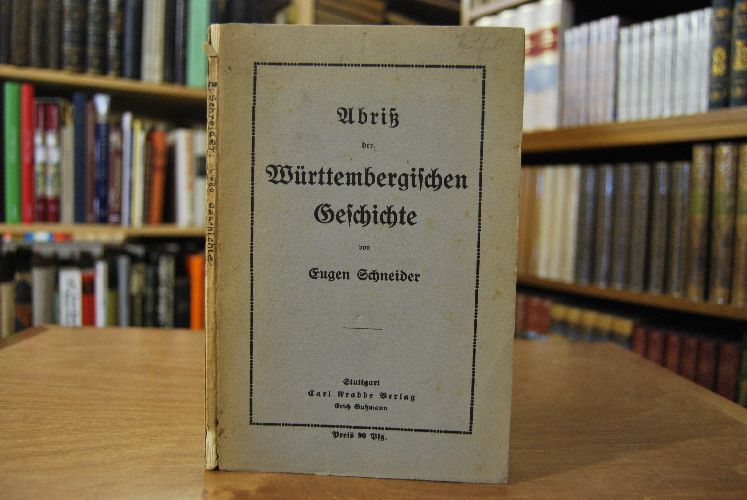 Abriß
der
Württembergischen
Geschichte
von
Eugen Schneider
Stuttgart
Carl Krabbe Verlag
Erich Gußmann
Preis 90 Pfg.